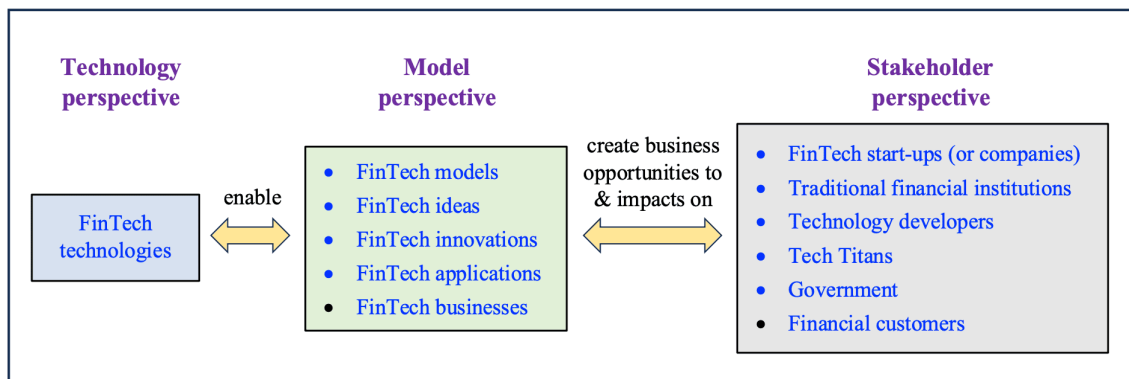 Technology
perspective
Model
perspective
Stakeholder
perspective
FinTech
technologies
enable
• FinTech models
• FinTech ideas
• FinTech innovations
• FinTech applications
• FinTech businesses
create business
opportunities to
& impacts on
• FinTech start-ups (or companies)
• Traditional financial institutions
• Technology developers
• Tech Titans
• Government
• Financial customers